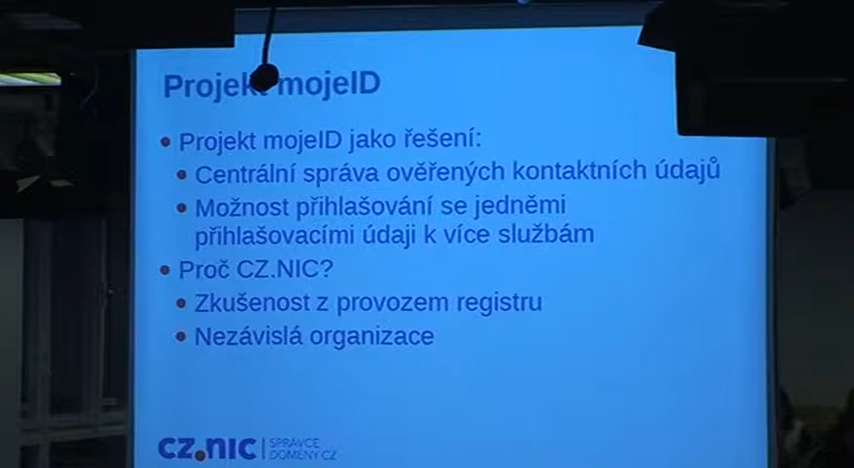 Projekt mojeID
Projekt mojeID jako řešení:
Centrální správa ověřených kontaktních údajů
Možnost přihlašování se jedněmi
přihlašovacími údaji k více službám
Proč CZ.NIC?
Zkušenost z provozem registru
Nezávislá organizace
CZ.NIC SPRÁVCE
DOMÉNY CZ